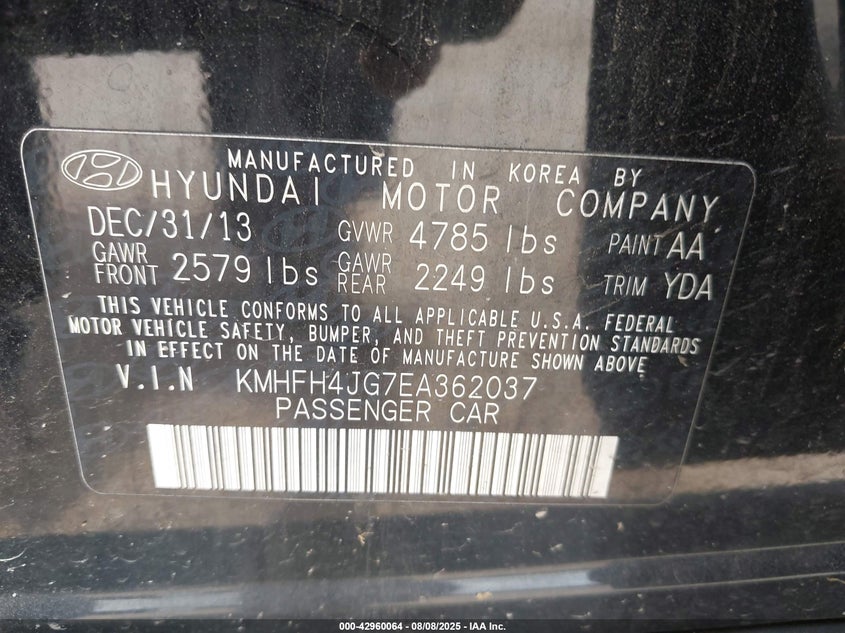 MANUFACTURED IN KOREA BY
HYUNDAI MOTOR COMPANY
DEC/31/13 GVWR 4785 lbs PAINT AA
GAWR FRONT 2579 lbs GAWR REAR 2249 lbs TRIM YDA
THIS VEHICLE CONFORMS TO ALL APPLICABLE U.S.A. FEDERAL
MOTOR VEHICLE SAFETY, BUMPER, AND THEFT PREVENTION STANDARDS
IN EFFECT ON THE DATE OF MANUFACTURE SHOWN ABOVE
V.I.N KMHFH4JG7EA362037
PASSENGER CAR
000-42960064 - 08/08/2025 - IAA Inc.